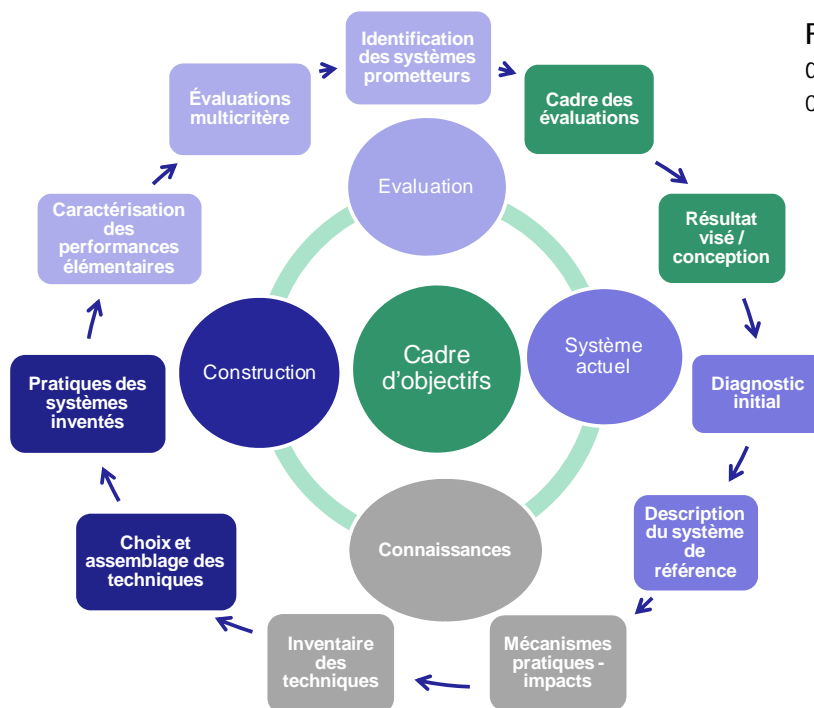 Identification
des systèmes
prometteurs
Cadre des
évaluations
Résultat
visé /
conception
Diagnostic
initial
Description
du système
de
référence
Mécanismes
pratiques -
impacts
Inventaire
des
techniques
Choix et
assemblage des
techniques
Pratiques des
systèmes
inventés
Caractérisation
des
performances
élémentaires
Évaluations
multicritère
Evaluation
Système
actuel
Connaissances
Construction
Cadre
d'objectifs